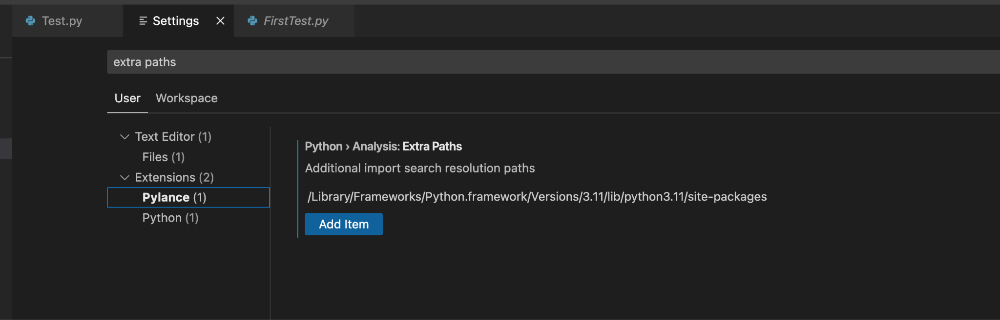 Test.py
Settings
FirstTest.py
extra paths
User Workspace
Text Editor (1)
Files (1)
Extensions (2)
Pylance (1)
Python (1)
Python › Analysis: Extra Paths
Additional import search resolution paths
/Library/Frameworks/Python.framework/Versions/3.11/lib/python3.11/site-packages
Add Item